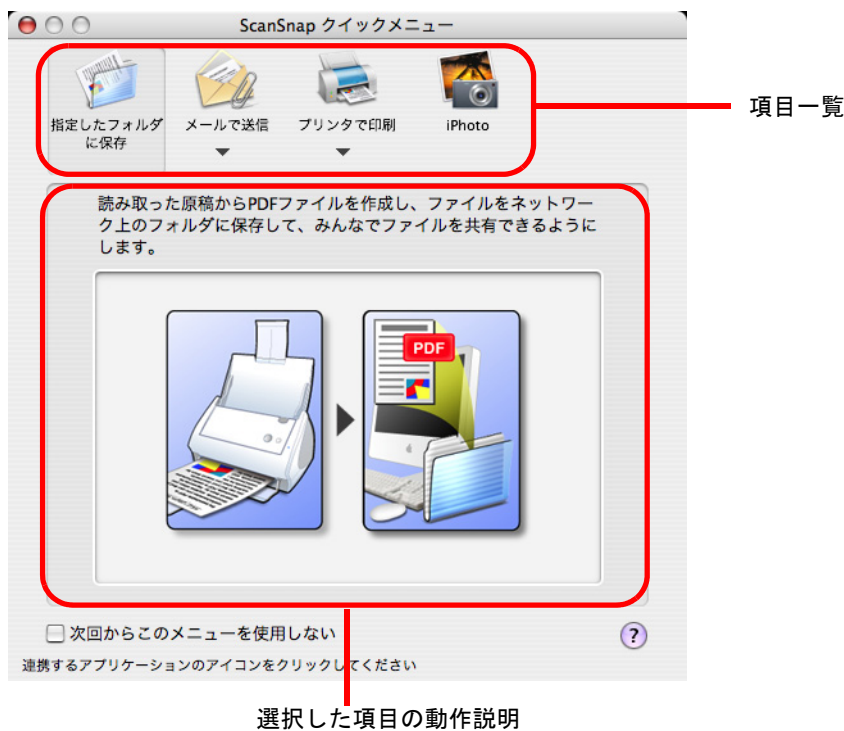 ScanSnap クイックメニュー
指定したフォルダ
に保存
メールで送信
プリンタで印刷
iPhoto
項目一覧
読み取った原稿からPDFファイルを作成し、ファイルをネットワー
ク上のフォルダに保存して、みんなでファイルを共有できるように
します。
PDF
次回からこのメニューを使用しない
?
連携するアプリケーションのアイコンをクリックしてください
選択した項目の動作説明